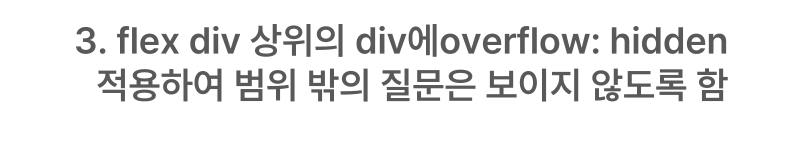 3. flex div 상위의 div에overflow: hidden
적용하여 범위 밖의 질문은 보이지 않도록 함